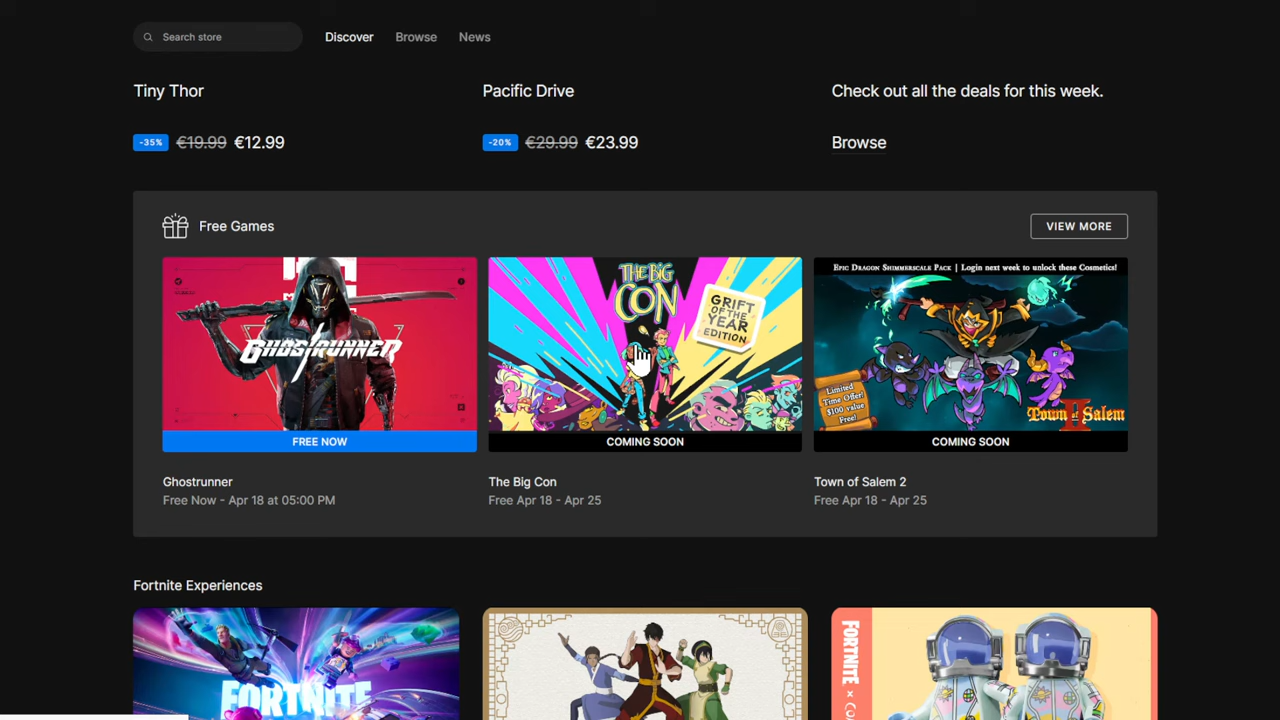 Search store
Discover
Browse
News
Tiny Thor
Pacific Drive
Check out all the deals for this week.
-35% €19.99 €12.99
-20% €29.99 €23.99
Browse
Free Games
VIEW MORE
GHOSTRUNNER
FREE NOW
THE BIG
CON
GRIFT
OF THE
YEAR
EDITION
COMING SOON
EPIC DRAGON SHIMMERSCALE PACK | Login next week to unlock these Cosmetics!
Limited
Time Offer!
$100 value
Free!
Town of Salem
II
COMING SOON
Ghostrunner
Free Now - Apr 18 at 05:00 PM
The Big Con
Free Apr 18 - Apr 25
Town of Salem 2
Free Apr 18 - Apr 25
Fortnite Experiences
FORTNITE
FORTNITE ×